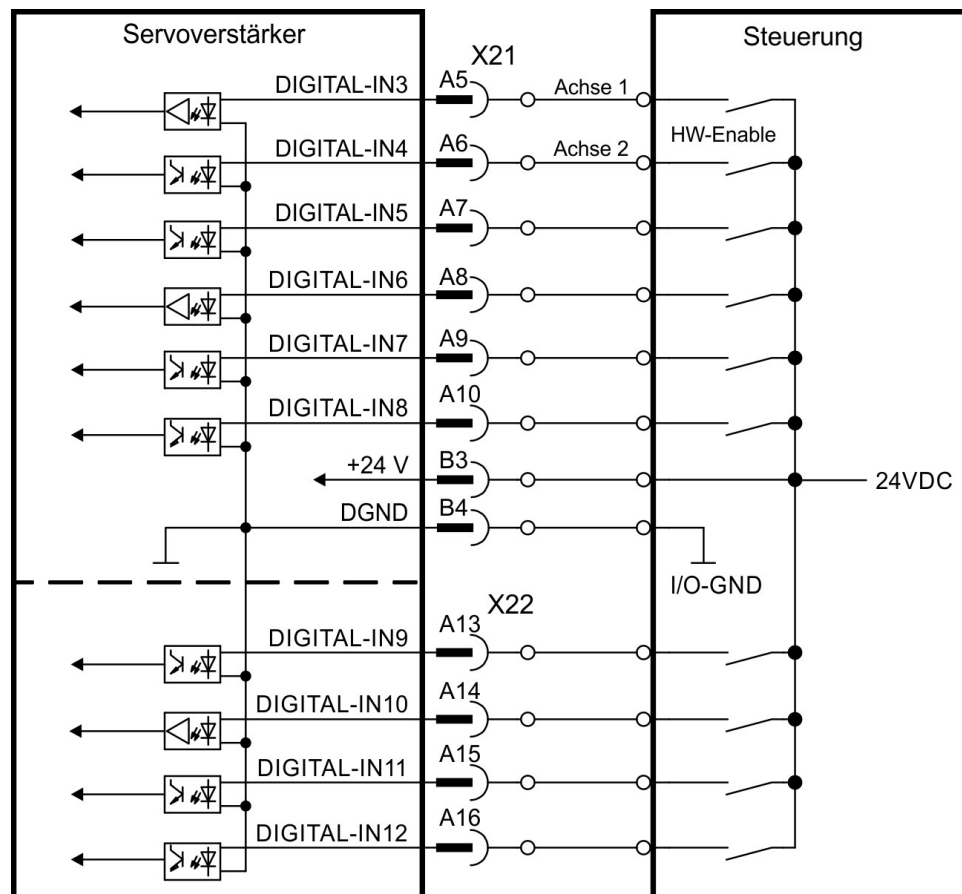 Servoverstärker
X21
Steuerung
DIGITAL-IN3 A5 Achse 1
HW-Enable
DIGITAL-IN4 A6 Achse 2
DIGITAL-IN5 A7
DIGITAL-IN6 A8
DIGITAL-IN7 A9
DIGITAL-IN8 A10
+24 V B3 24VDC
DGND B4
I/O-GND
X22
DIGITAL-IN9 A13
DIGITAL-IN10 A14
DIGITAL-IN11 A15
DIGITAL-IN12 A16